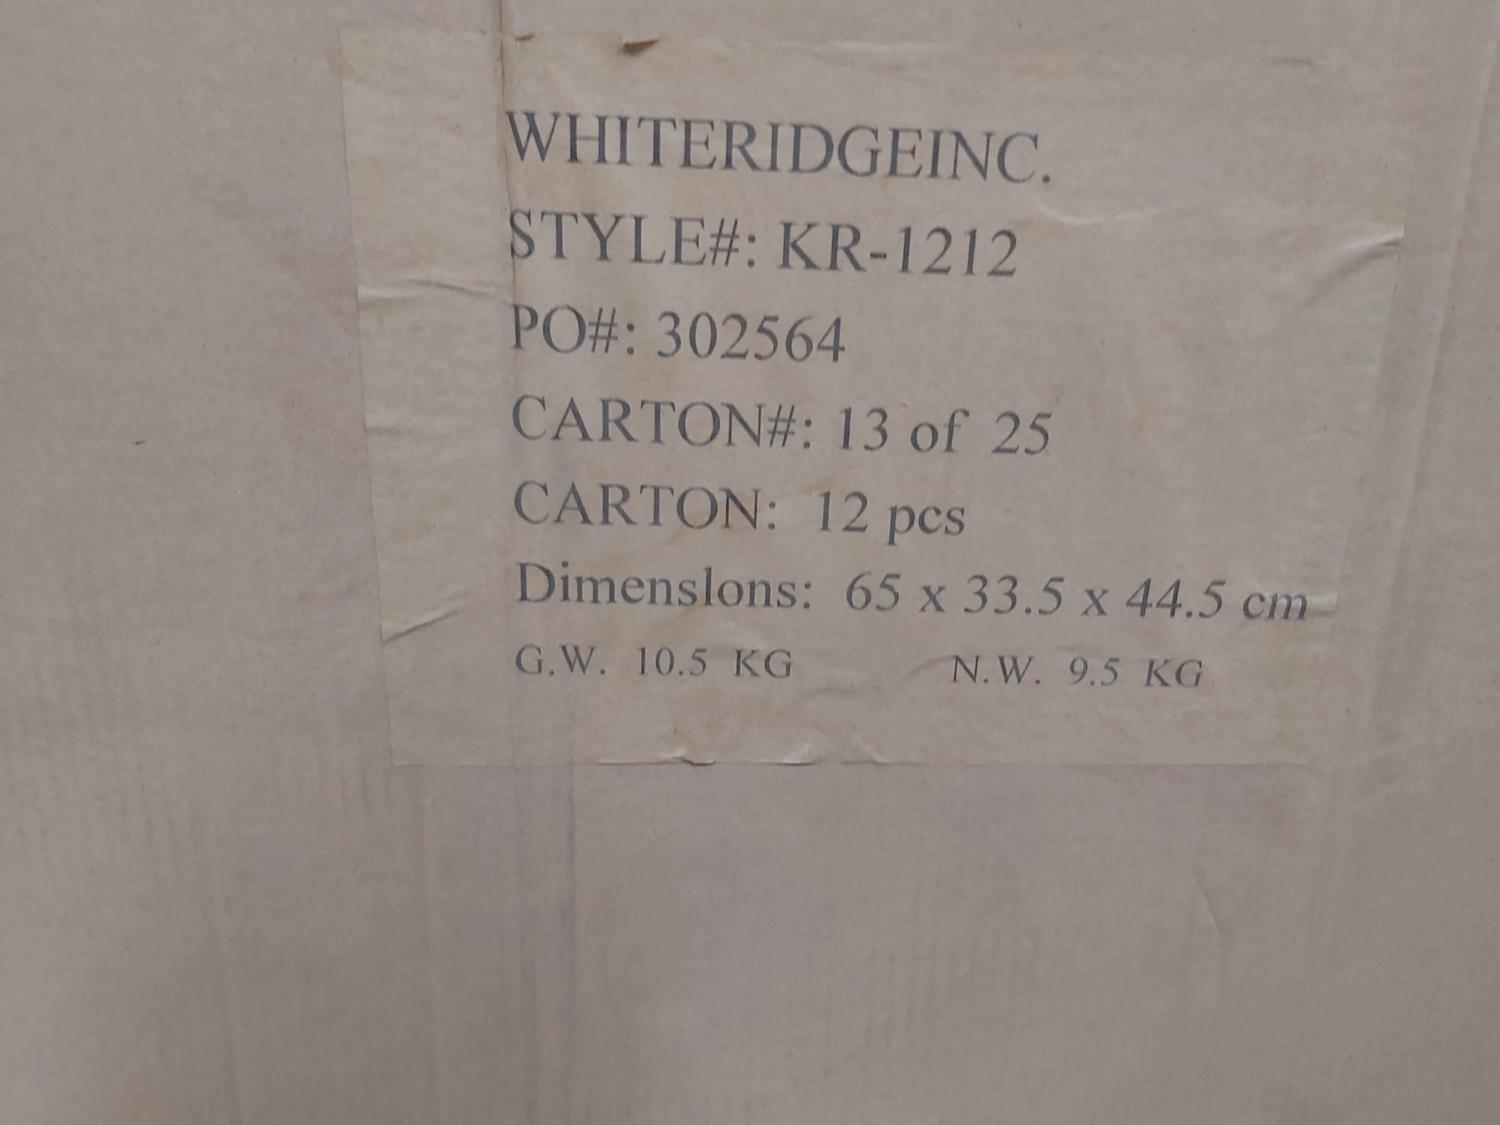 WHITERIDGEINC.
STYLE#: KR-1212
PO#: 302564
CARTON#: 13 of 25
CARTON: 12 pcs
Dimenslons: 65 x 33.5 x 44.5 cm
G.W. 10.5 KG N.W. 9.5 KG